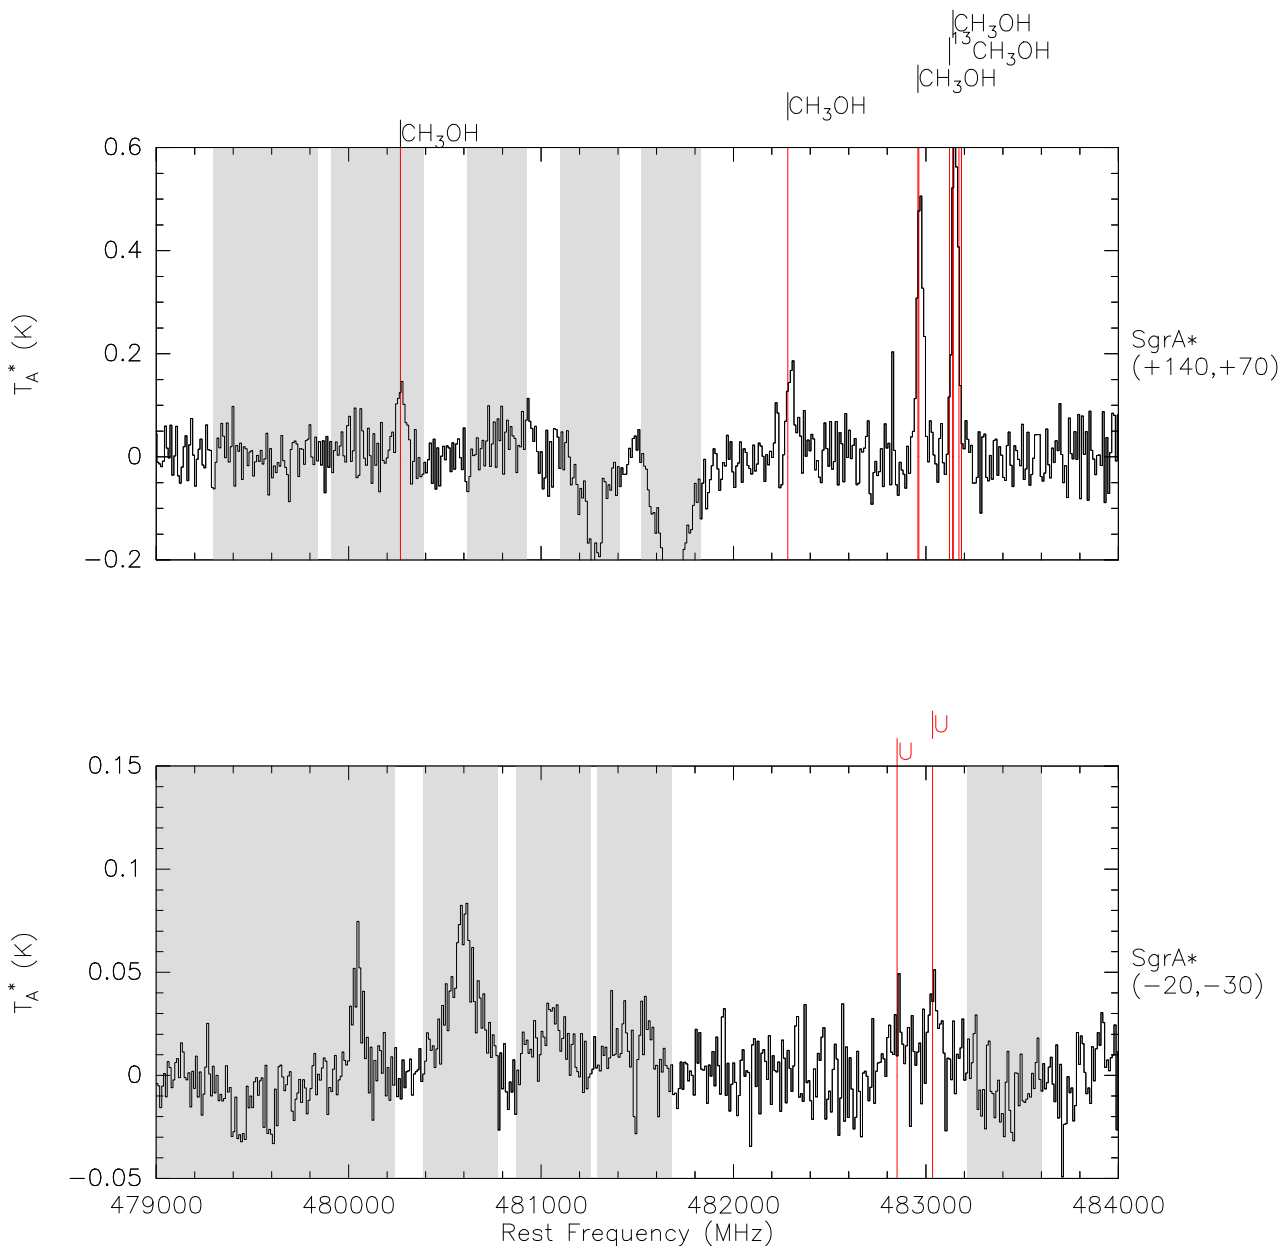 |CH₃OH
|¹³CH₃OH
|CH₃OH
|CH₃OH
|CH₃OH
0.6
0.4
0.2
0
−0.2
T_A* (K)
SgrA*
(+140,+70)
U
U
0.15
0.1
0.05
0
−0.05
T_A* (K)
SgrA*
(−20,−30)
479000 480000 481000 482000 483000 484000
Rest Frequency (MHz)